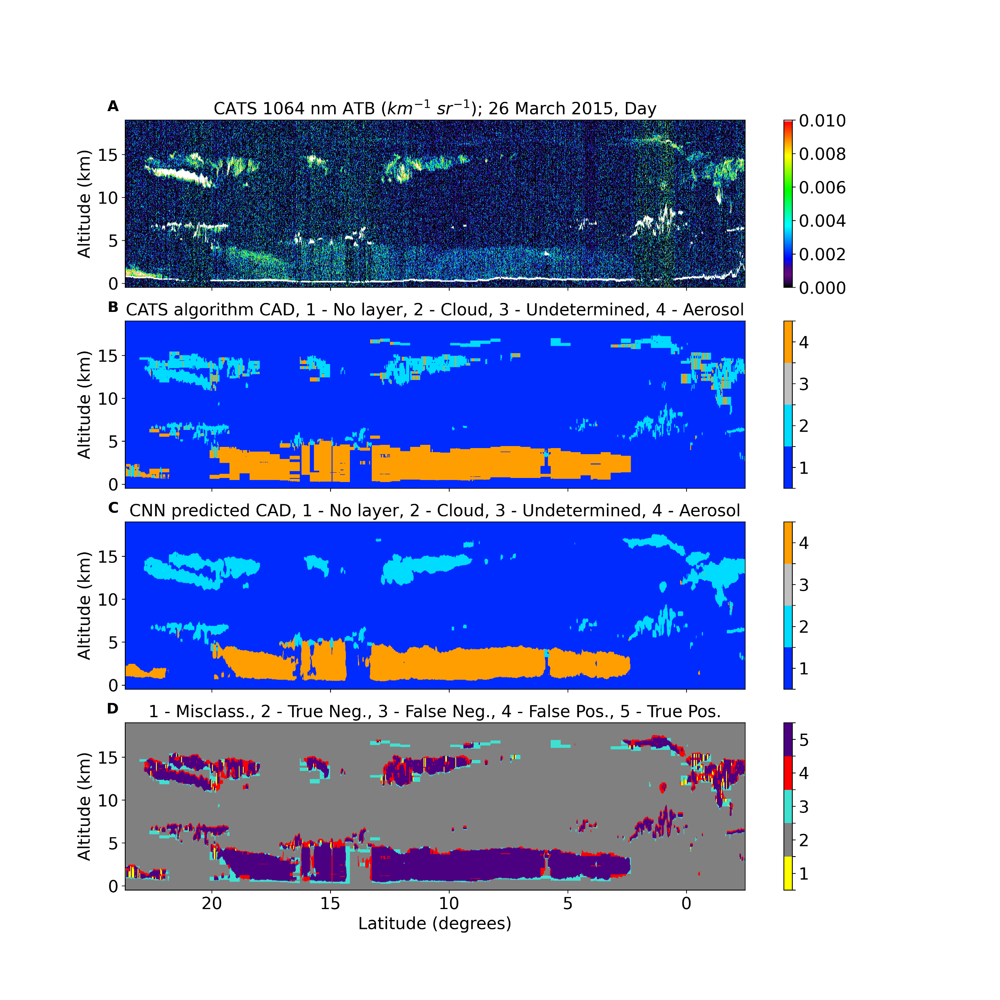 A
CATS 1064 nm ATB (km⁻¹ sr⁻¹); 26 March 2015, Day
Altitude (km)
15
10
5
0
0.010
0.008
0.006
0.004
0.002
0.000
B
CATS algorithm CAD, 1 - No layer, 2 - Cloud, 3 - Undetermined, 4 - Aerosol
Altitude (km)
15
10
5
0
4
3
2
1
C
CNN predicted CAD, 1 - No layer, 2 - Cloud, 3 - Undetermined, 4 - Aerosol
Altitude (km)
15
10
5
0
4
3
2
1
D
1 - Misclass., 2 - True Neg., 3 - False Neg., 4 - False Pos., 5 - True Pos.
Altitude (km)
15
10
5
0
5
4
3
2
1
20 15 10 5 0
Latitude (degrees)